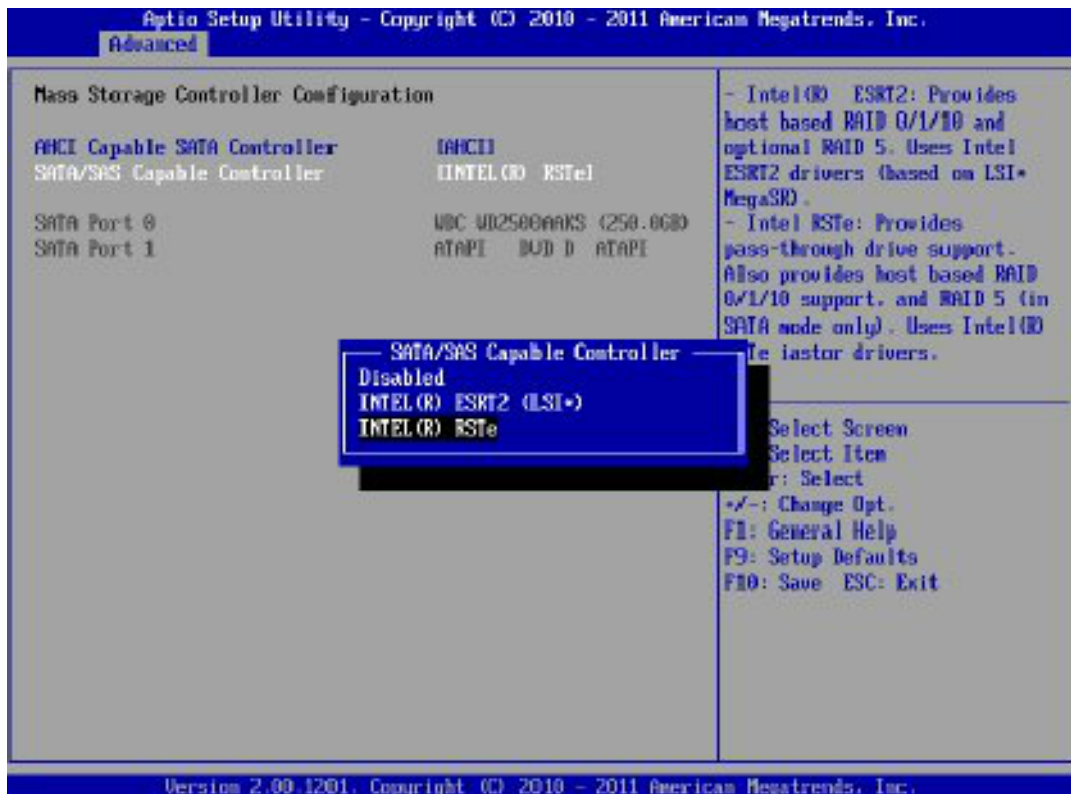 Aptio Setup Utility - Copyright (C) 2010 - 2011 American Megatrends, Inc.
Advanced
Mass Storage Controller Configuration
AHCI Capable SATA Controller [AHCI]
SATA/SAS Capable Controller [INTEL(R) RSTe]
SATA Port 0 WDC WD2500AAKS (250.0GB)
SATA Port 1 ATAPI DVD D ATAPI
- Intel(R) ESRT2: Provides
host based RAID 0/1/10 and
optional RAID 5. Uses Intel
ESRT2 drivers (based on LSI*
MegaSR).
- Intel RSTe: Provides
pass-through drive support.
Also provides host based RAID
0/1/10 support, and RAID 5 (in
SATA mode only). Uses Intel(R)
Te iastor drivers.
SATA/SAS Capable Controller
Disabled
INTEL(R) ESRT2 (LSI*)
INTEL(R) RSTe
Select Screen
Select Item
r: Select
+/-: Change Opt.
F1: General Help
F9: Setup Defaults
F10: Save ESC: Exit
Version 2.00.1201. Copyright (C) 2010 - 2011 American Megatrends, Inc.